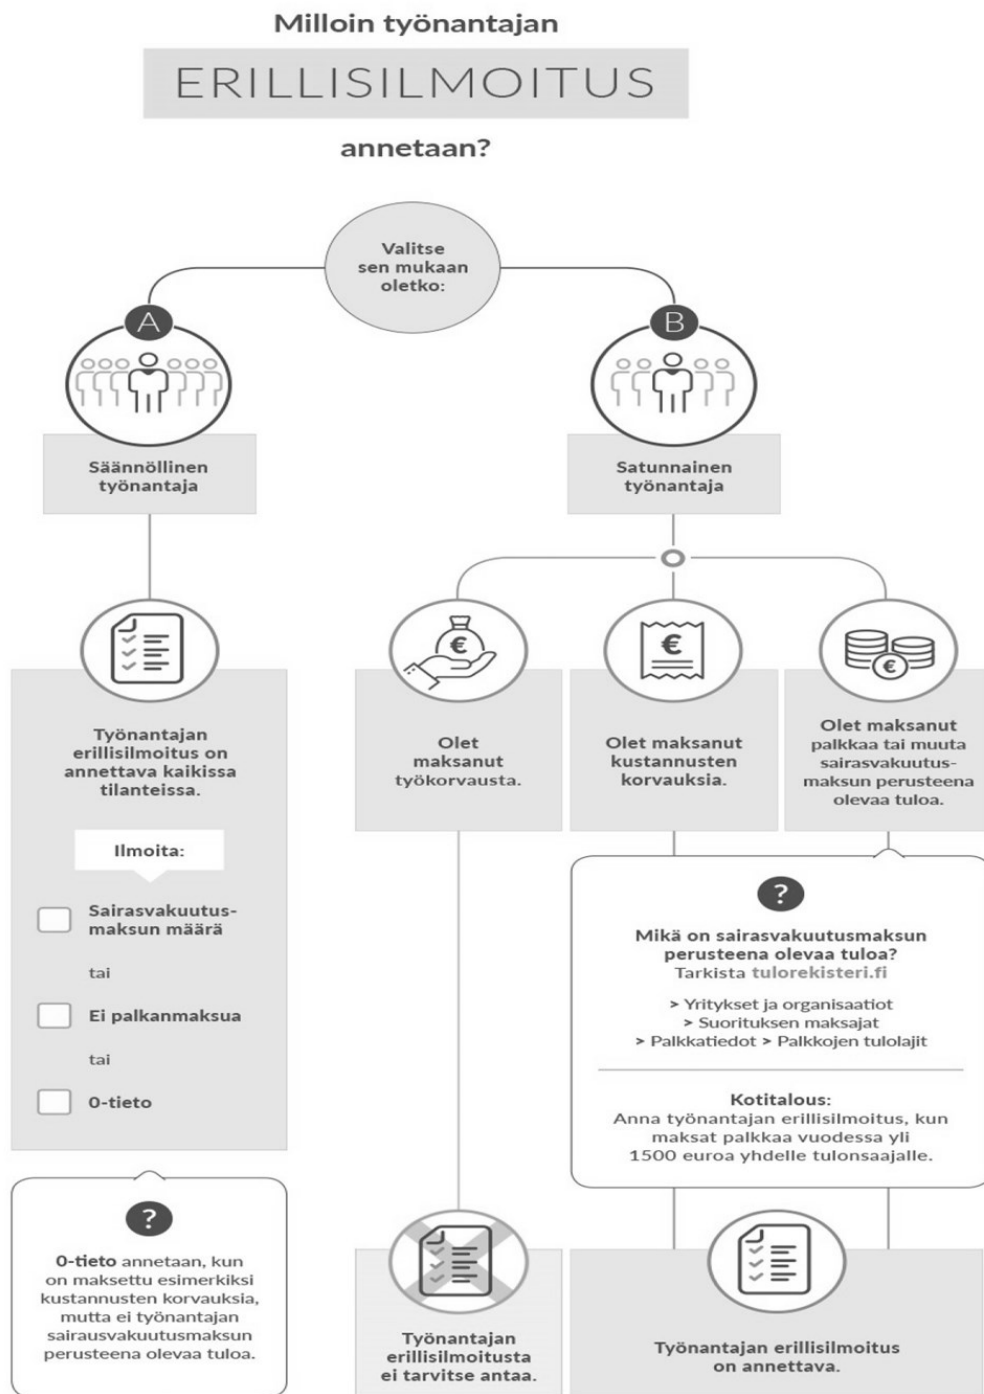 Milloin työnantajan
ERILLISILMOITUS
annetaan?
Valitse
sen mukaan
oletko:
A
Säännöllinen
työnantaja
Työnantajan
erillisilmoitus on
annettava kaikissa
tilanteissa.
Ilmoita:
Sairasvakuutus-
maksun määrä
tai
Ei palkanmaksua
tai
0-tieto
?
0-tieto annetaan, kun
on maksettu esimerkiksi
kustannusten korvauksia,
mutta ei työnantajan
sairausvakuutusmaksun
perusteena olevaa tuloa.
B
Satunnainen
työnantaja
€
Olet
maksanut
työkorvausta.
€
Olet maksanut
kustannusten
korvauksia.
€
Olet maksanut
palkkaa tai muuta
sairasvakuutus-
maksun perusteena
olevaa tuloa.
?
Mikä on sairasvakuutusmaksun
perusteena olevaa tuloa?
Tarkista tulorekisteri.fi
> Yritykset ja organisaatiot
> Suorituksen maksajat
> Palkkatiedot > Palkkojen tulolajit
Kotitalous:
Anna työnantajan erillisilmoitus, kun
maksat palkkaa vuodessa yli
1500 euroa yhdelle tulonsaajalle.
Työnantajan
erillisilmoitusta
ei tarvitse antaa.
Työnantajan erillisilmoitus
on annettava.